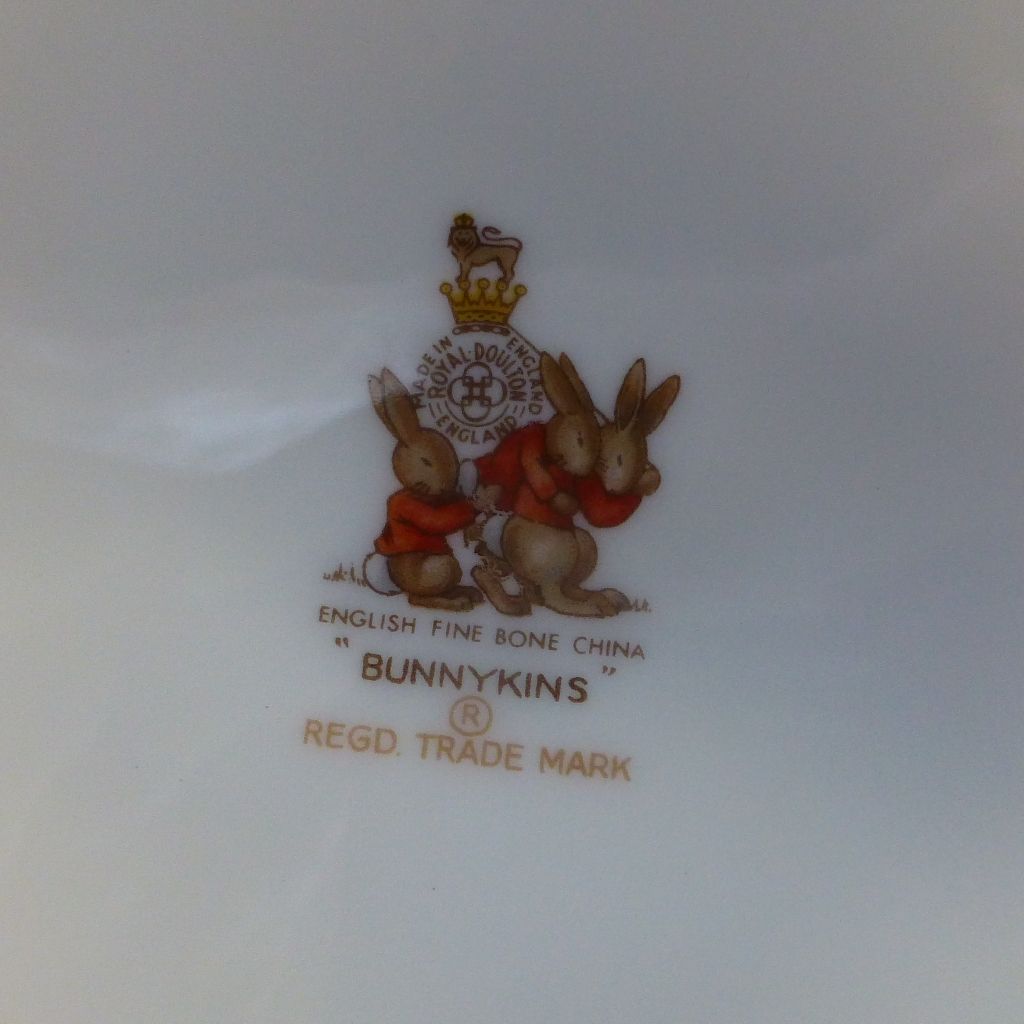 MADE IN ENGLAND
ROYAL·DOULTON
ENGLAND
ENGLISH FINE BONE CHINA
"BUNNYKINS"
®
REGD. TRADE MARK